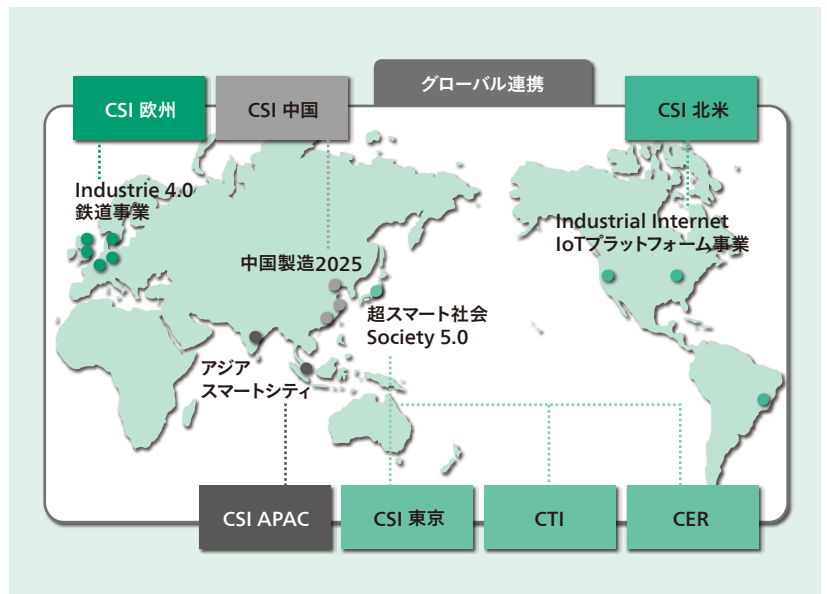 グローバル連携
CSI 欧州
CSI 中国
CSI 北米
Industrie 4.0
鉄道事業
Industrial Internet
IoTプラットフォーム事業
中国製造2025
超スマート社会
Society 5.0
アジア
スマートシティ
CSI APAC
CSI 東京
CTI
CER